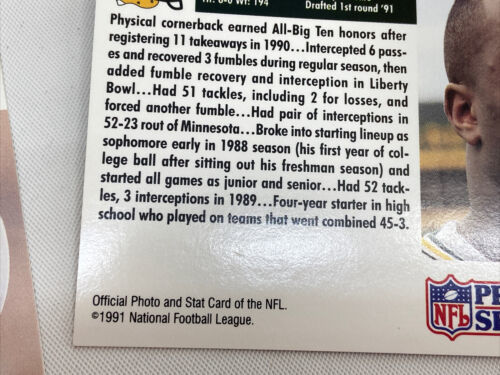 Ht: 6-0 Wt: 194
Drafted 1st round '91
Physical cornerback earned All-Big Ten honors after
registering 11 takeaways in 1990...Intercepted 6 pass-
es and recovered 3 fumbles during regular season, then
added fumble recovery and interception in Liberty
Bowl...Had 51 tackles, including 2 for losses, and
forced another fumble...Had pair of interceptions in
52-23 rout of Minnesota...Broke into starting lineup as
sophomore early in 1988 season (his first year of col-
lege ball after sitting out his freshman season) and
started all games as junior and senior...Had 52 tack-
les, 3 interceptions in 1989...Four-year starter in high
school who played on teams that went combined 45-3.
Official Photo and Stat Card of the NFL.
©1991 National Football League.
NFL